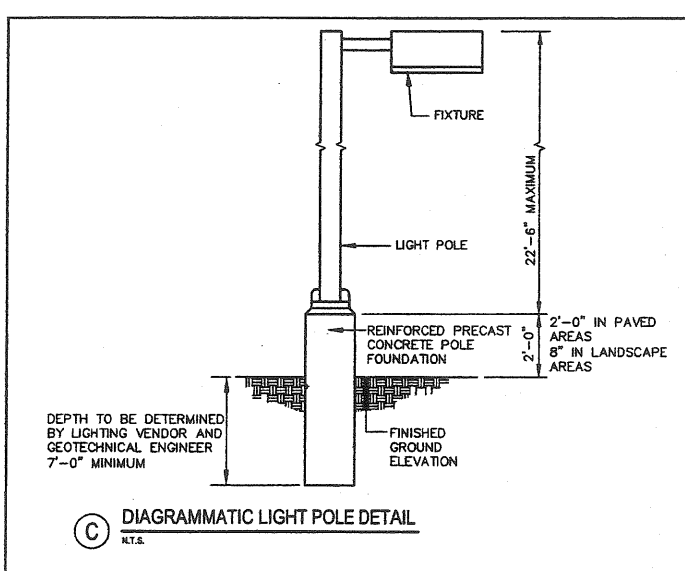 FIXTURE
22'-6" MAXIMUM
LIGHT POLE
REINFORCED PRECAST
CONCRETE POLE
FOUNDATION
2'-0"
2'-0" IN PAVED
AREAS
8" IN LANDSCAPE
AREAS
DEPTH TO BE DETERMINED
BY LIGHTING VENDOR AND
GEOTECHNICAL ENGINEER
7'-0" MINIMUM
FINISHED
GROUND
ELEVATION
C
DIAGRAMMATIC LIGHT POLE DETAIL
N.T.S.